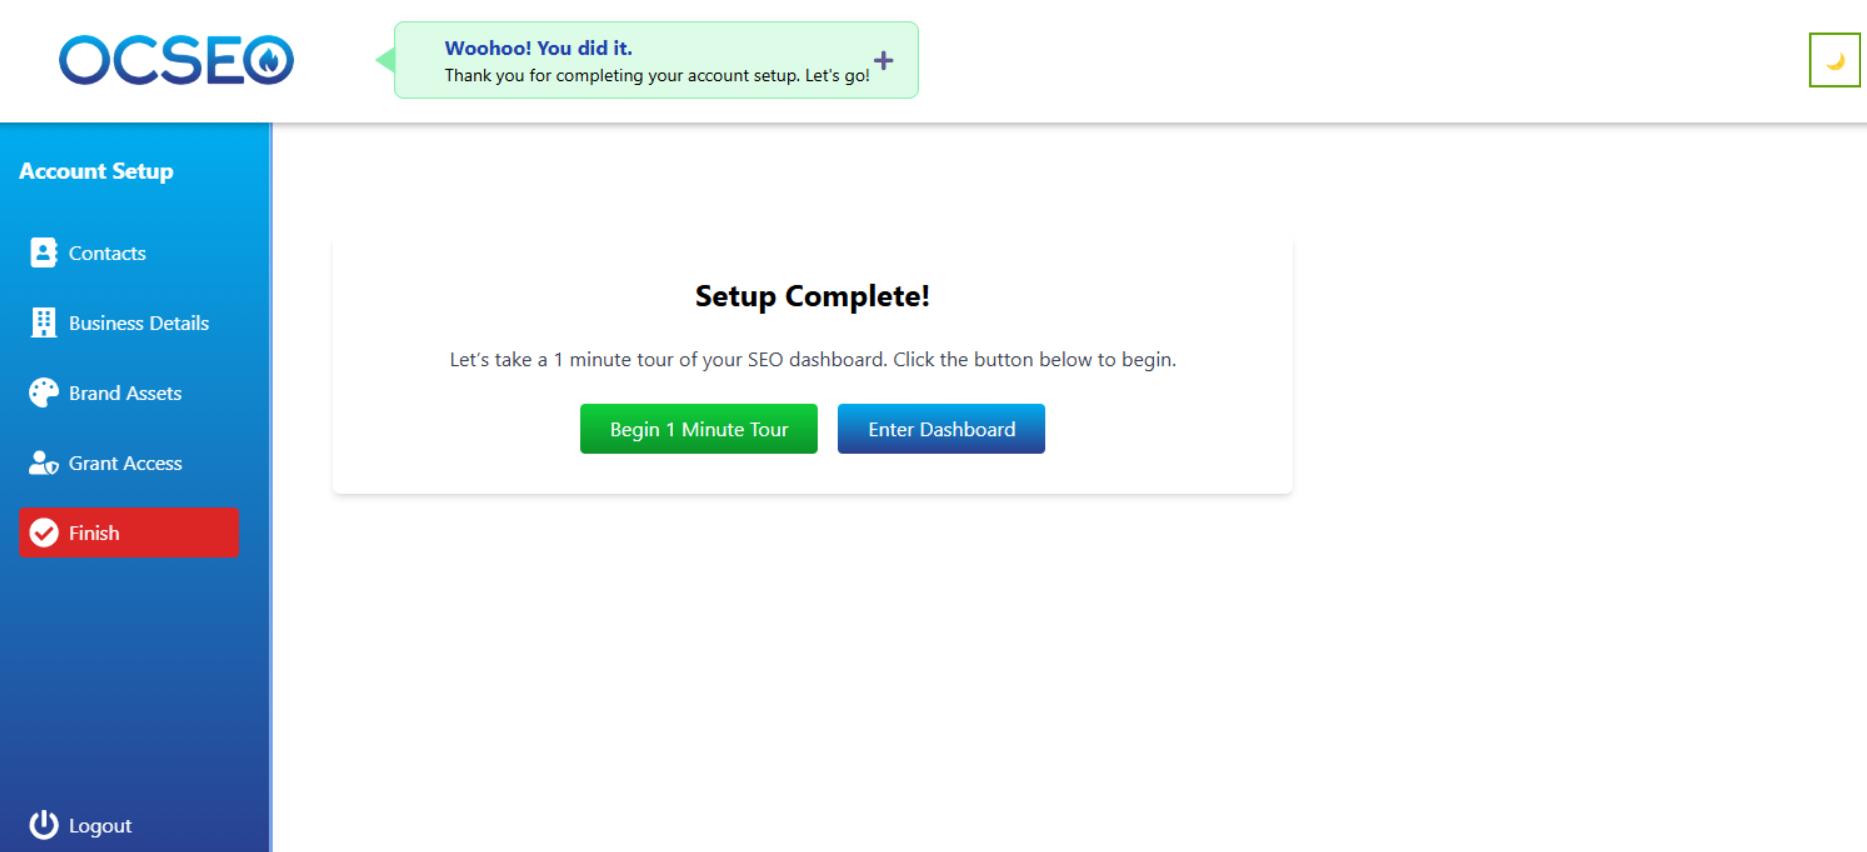 OCSEO
Woohoo! You did it.
Thank you for completing your account setup. Let's go!
Account Setup
Contacts
Business Details
Brand Assets
Grant Access
Finish
Logout
Setup Complete!
Let’s take a 1 minute tour of your SEO dashboard. Click the button below to begin.
Begin 1 Minute Tour
Enter Dashboard